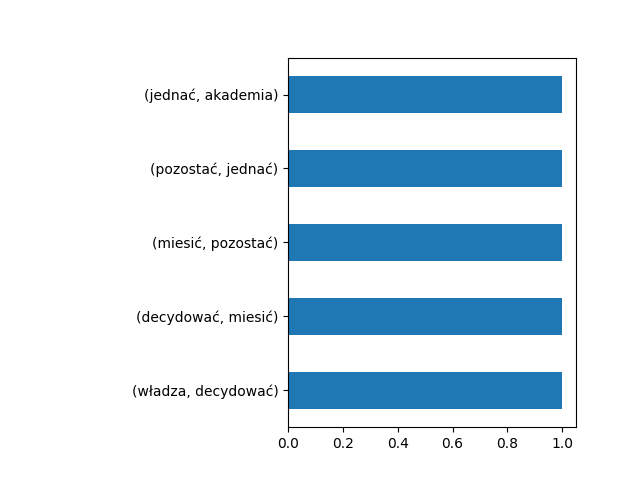 (jednać, akademia)
(pozostać, jednać)
(miesić, pozostać)
(decydować, miesić)
(władza, decydować)
0.0 0.2 0.4 0.6 0.8 1.0